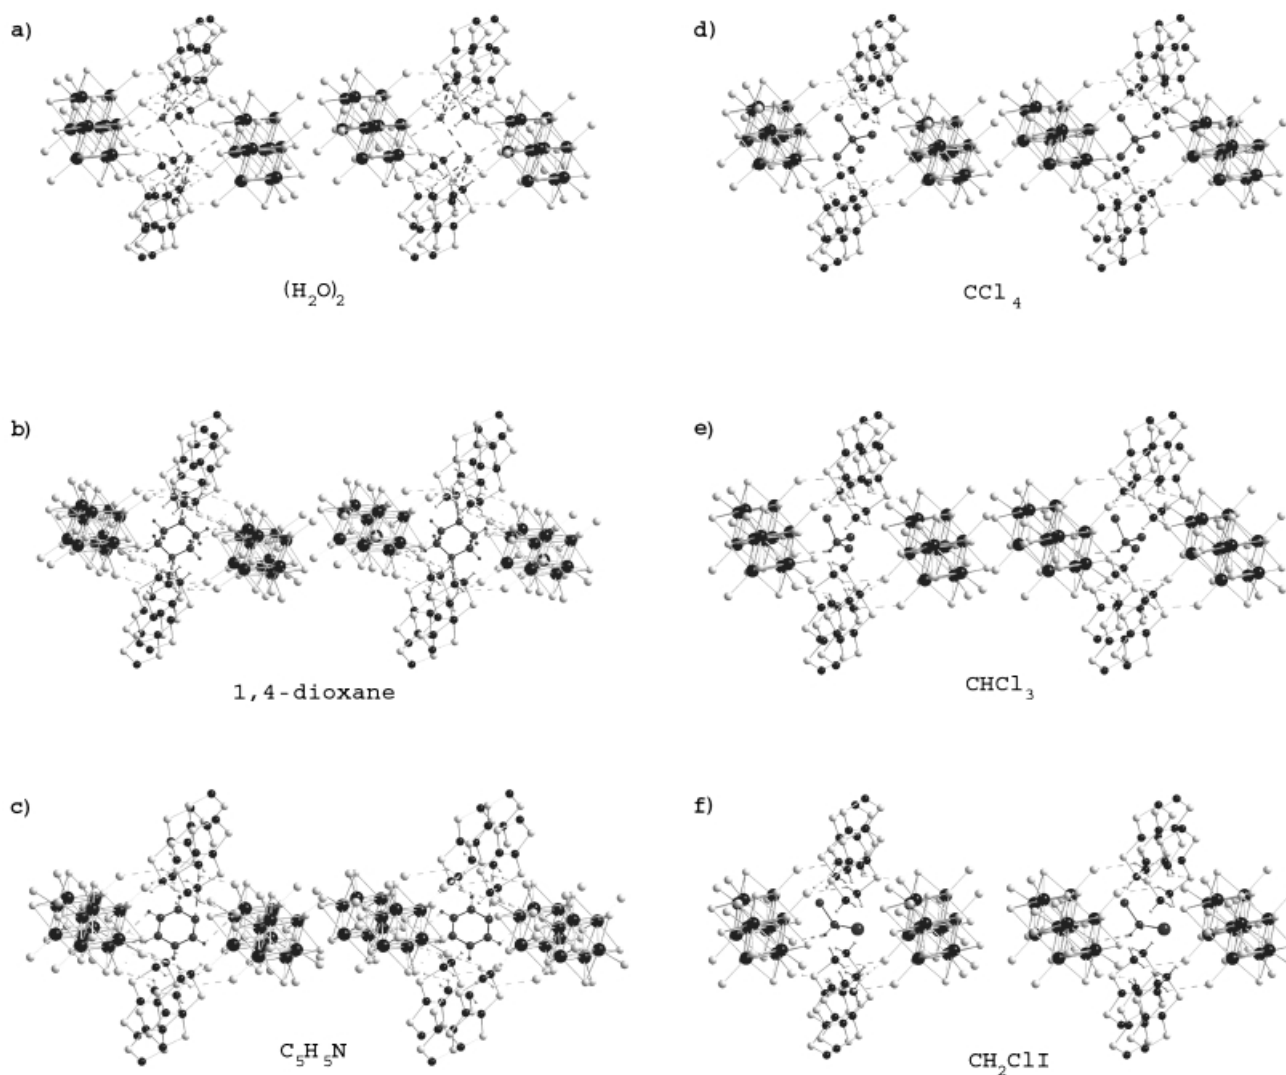 a)
(H₂O)₂
b)
1,4-dioxane
c)
C₅H₅N
d)
CCl₄
e)
CHCl₃
f)
CH₂ClI